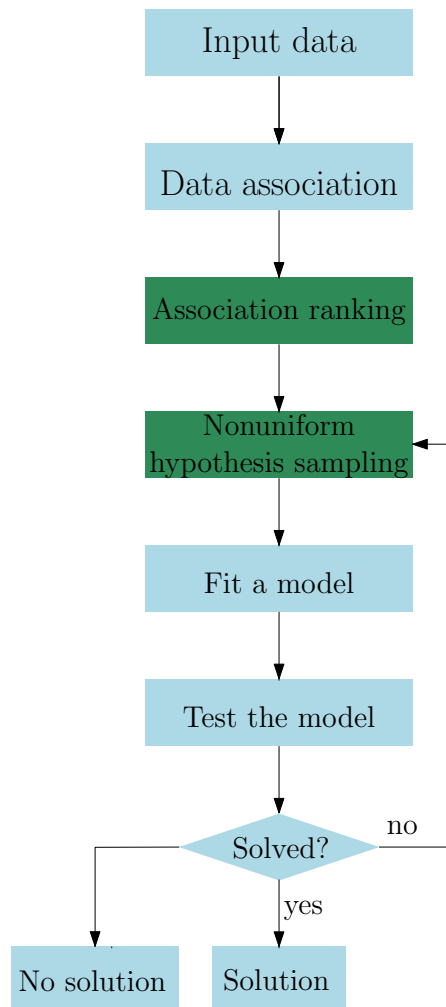 Input data
Data association
Association ranking
Nonuniform
hypothesis sampling
Fit a model
Test the model
Solved?
no
yes
No solution
Solution